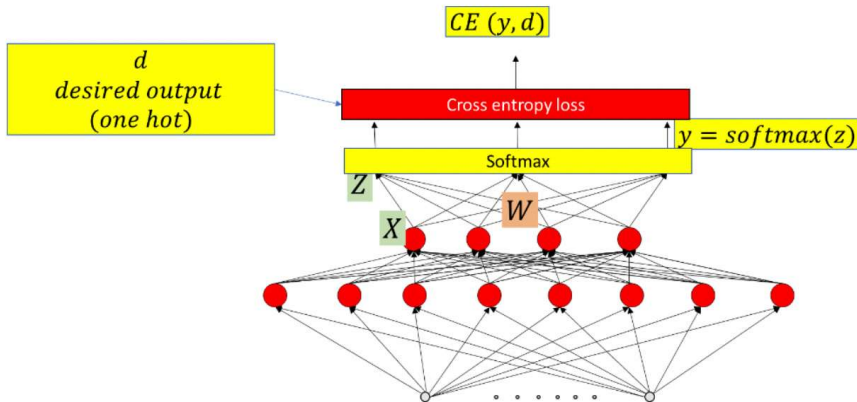 CE (y, d)
d
desired output
(one hot)
Cross entropy loss
y = softmax(z)
Softmax
Z
W
X